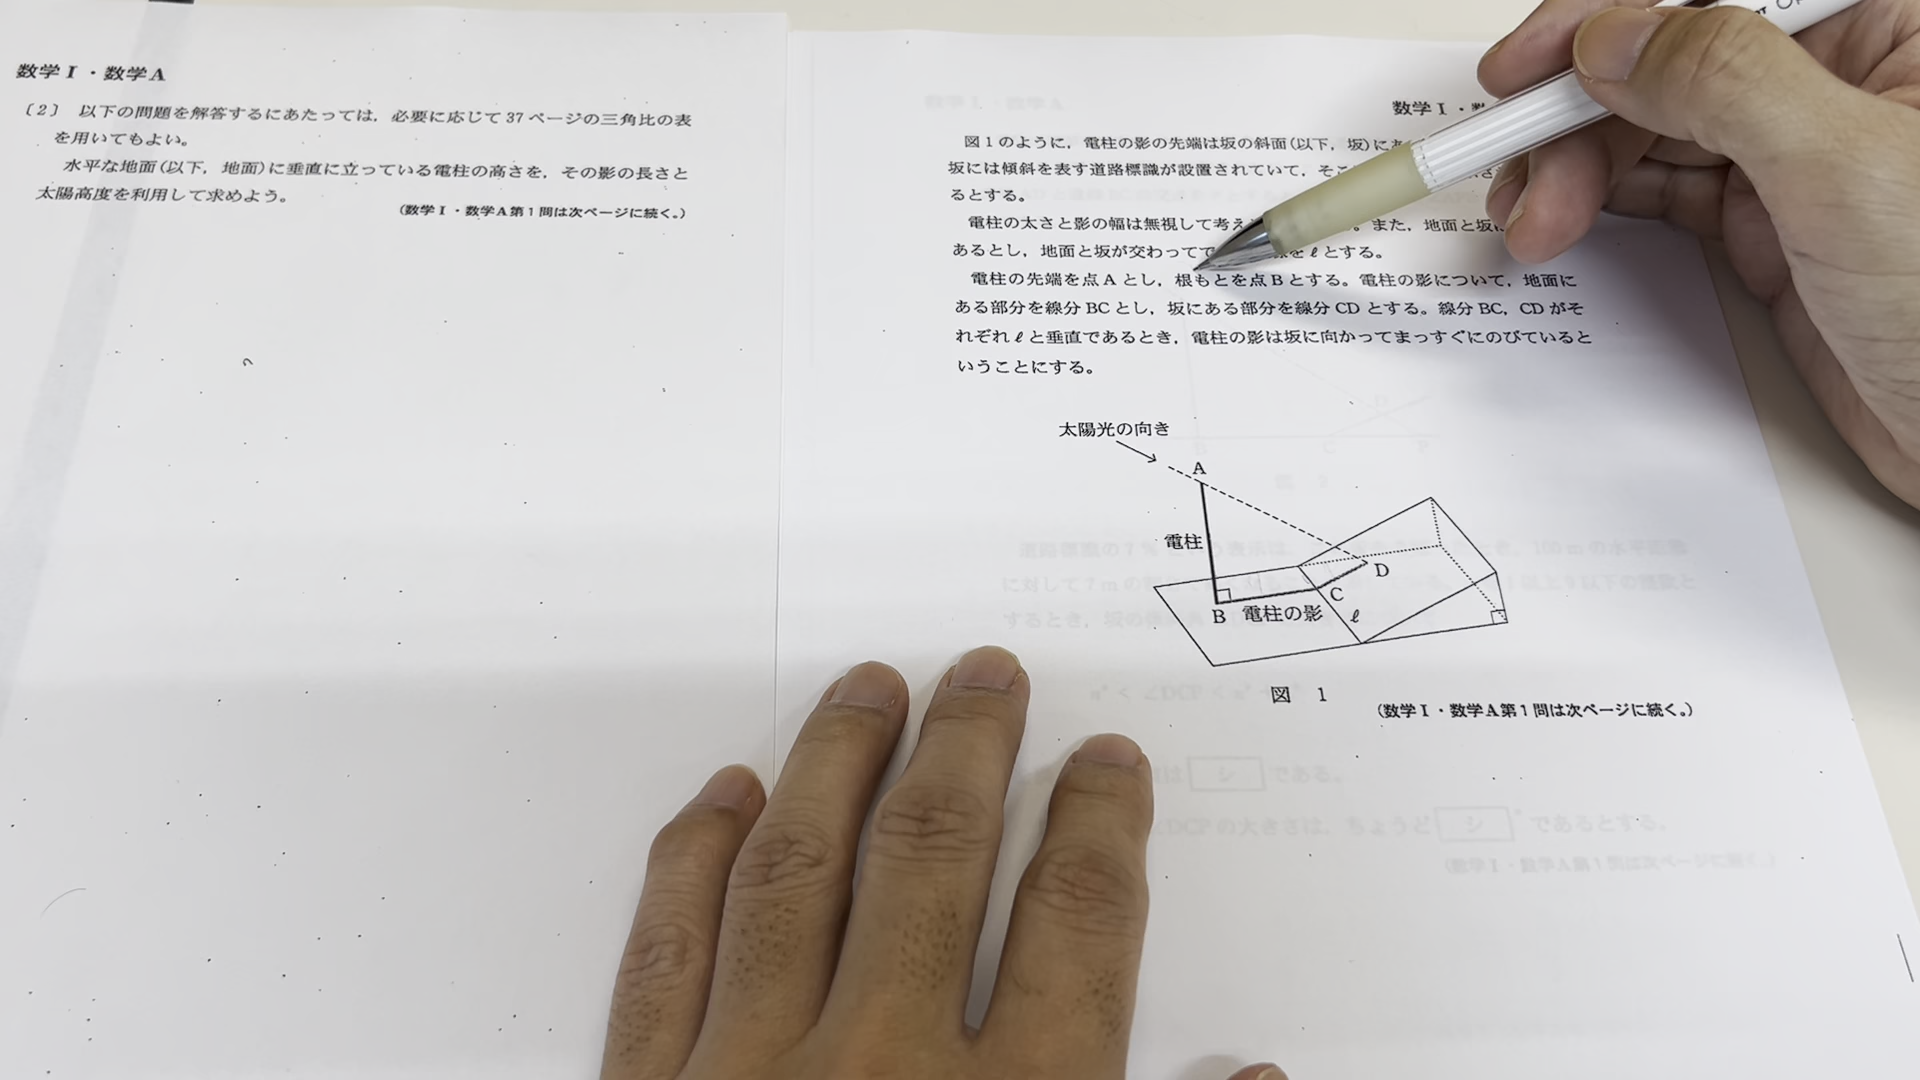 数学Ⅰ・数学A
〔2〕 以下の問題を解答するにあたっては，必要に応じて 37 ページの三角比の表
を用いてもよい。
水平な地面(以下，地面)に垂直に立っている電柱の高さを，その影の長さと
太陽高度を利用して求めよう。
(数学Ⅰ・数学A第1問は次ページに続く。)
数学Ⅰ・
図1のように，電柱の影の先端は坂の斜面(以下，坂)にあ
坂には傾斜を表す道路標識が設置されていて，そこ
るとする。
電柱の太さと影の幅は無視して考え また，地面と坂は
あるとし，地面と坂が交わってで をℓとする。
電柱の先端を点Aとし，根もとを点Bとする。電柱の影について，地面に
ある部分を線分BCとし，坂にある部分を線分CDとする。線分BC，CDがそ
れぞれℓと垂直であるとき，電柱の影は坂に向かってまっすぐにのびていると
いうことにする。
太陽光の向き
A
電柱
D
C
B 電柱の影 ℓ
図 1
(数学Ⅰ・数学A第1問は次ページに続く。)